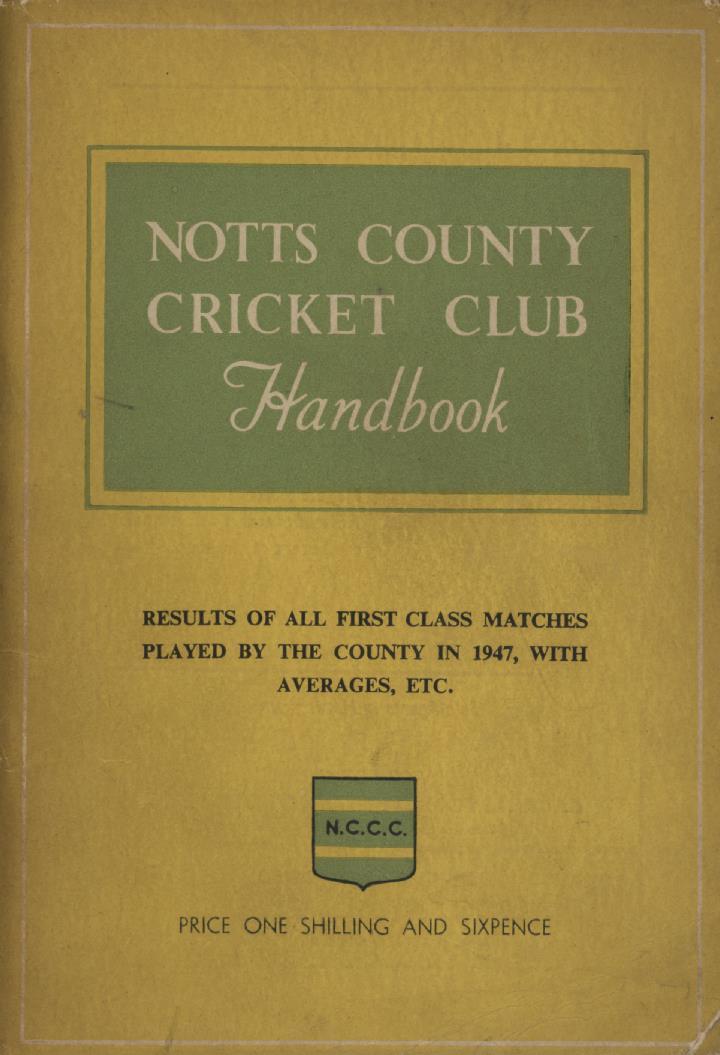 NOTTS COUNTY
CRICKET CLUB
Handbook
RESULTS OF ALL FIRST CLASS MATCHES
PLAYED BY THE COUNTY IN 1947, WITH
AVERAGES, ETC.
N.C.C.C.
PRICE ONE SHILLING AND SIXPENCE